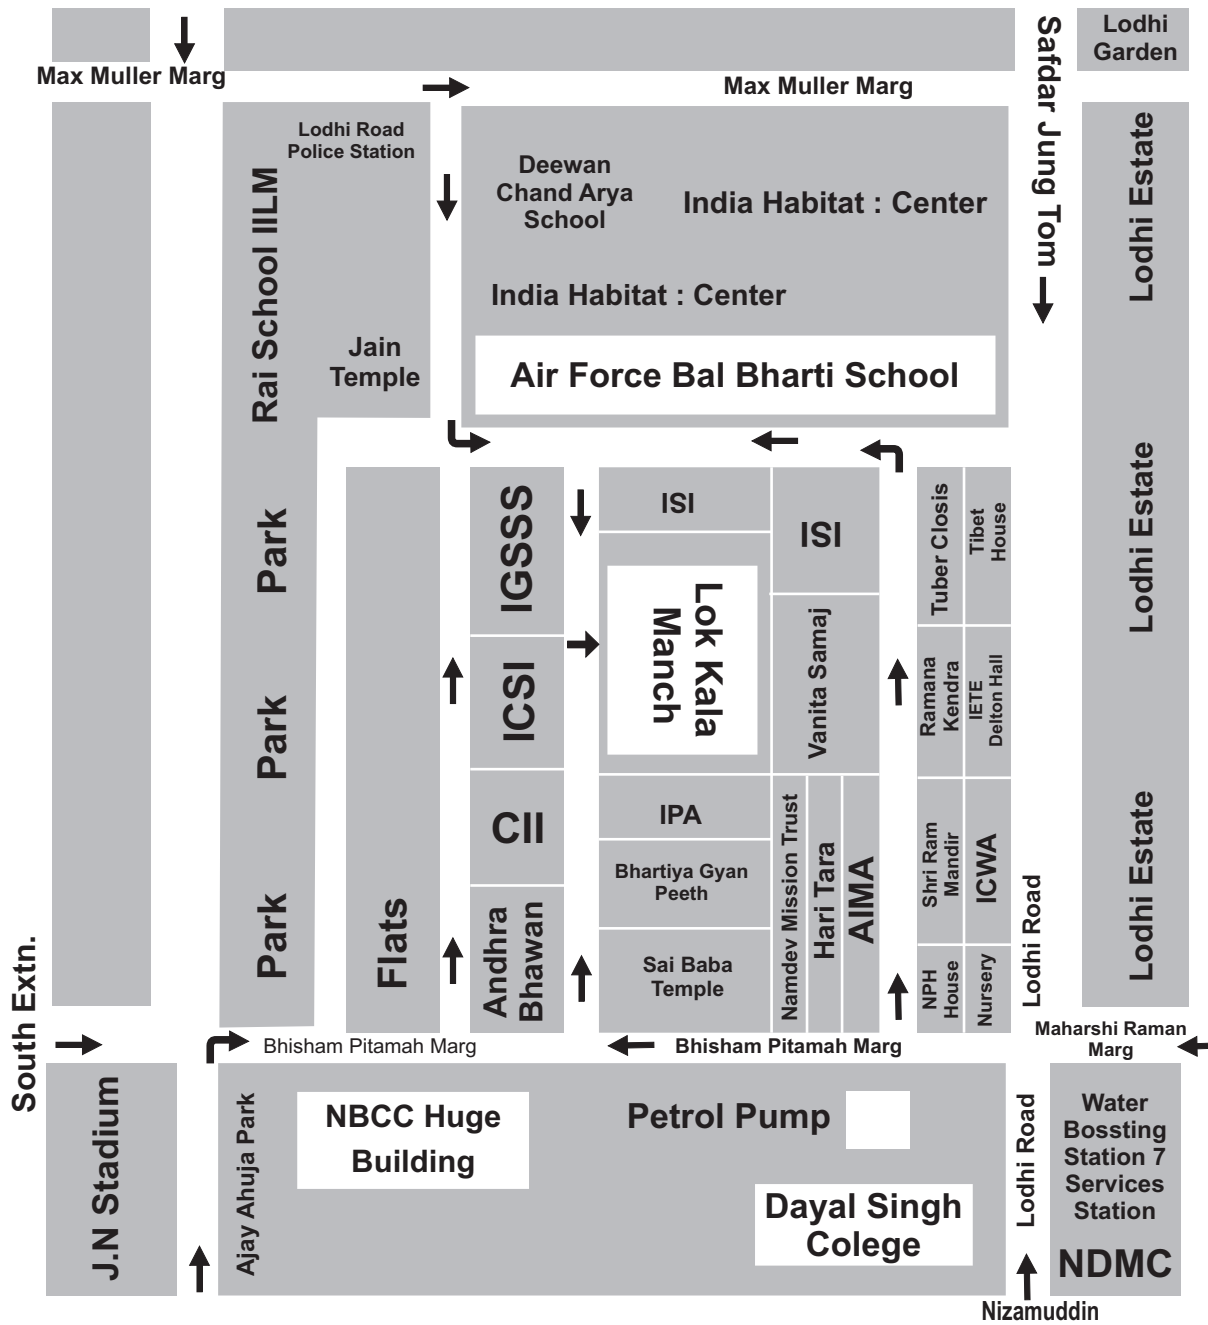 Lodhi
Garden
Max Muller Marg
Max Muller Marg
Safdar Jung Tom
Lodhi Road
Police Station
Rai School IILM
Deewan
Chand Arya
School
India Habitat : Center
India Habitat : Center
Jain
Temple
Air Force Bal Bharti School
Lodhi Estate
Lodhi Estate
Lodhi Estate
Park
Park
Park
Flats
IGSSS
ICSI
CII
Andhra
Bhawan
ISI
ISI
Lok Kala
Manch
Vanita Samaj
IPA
Bhartiya Gyan
Peeth
Sai Baba
Temple
Namdev Mission Trust
Hari Tara
AIMA
Tuber Closis
Tibet
House
Ramana
Kendra
IETE
Delton Hall
Shri Ram
Mandir
ICWA
NPH
House
Nursery
Lodhi Road
South Extn.
Bhisham Pitamah Marg
Bhisham Pitamah Marg
Maharshi Raman
Marg
J.N Stadium
Ajay Ahuja Park
NBCC Huge
Building
Petrol Pump
Dayal Singh
Colege
Lodhi Road
Water
Bossting
Station 7
Services
Station
NDMC
Nizamuddin